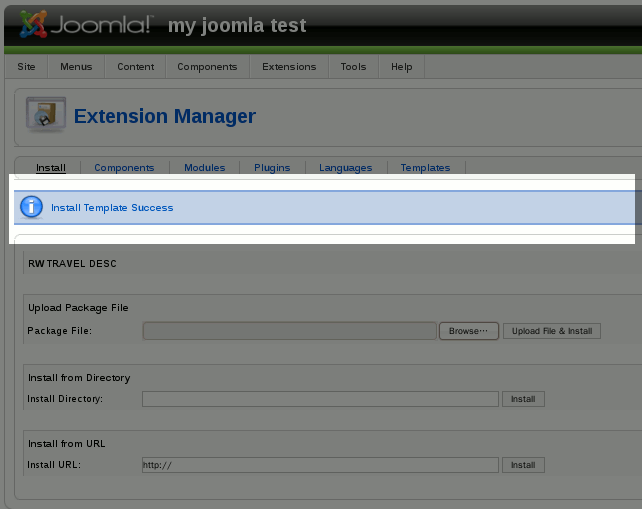 Joomla! my joomla test
Site Menus Content Components Extensions Tools Help
Extension Manager
Install Components Modules Plugins Languages Templates
i Install Template Success
RW TRAVEL DESC
Upload Package File
Package File: Browse... Upload File & Install
Install from Directory
Install Directory: Install
Install from URL
Install URL: http:// Install